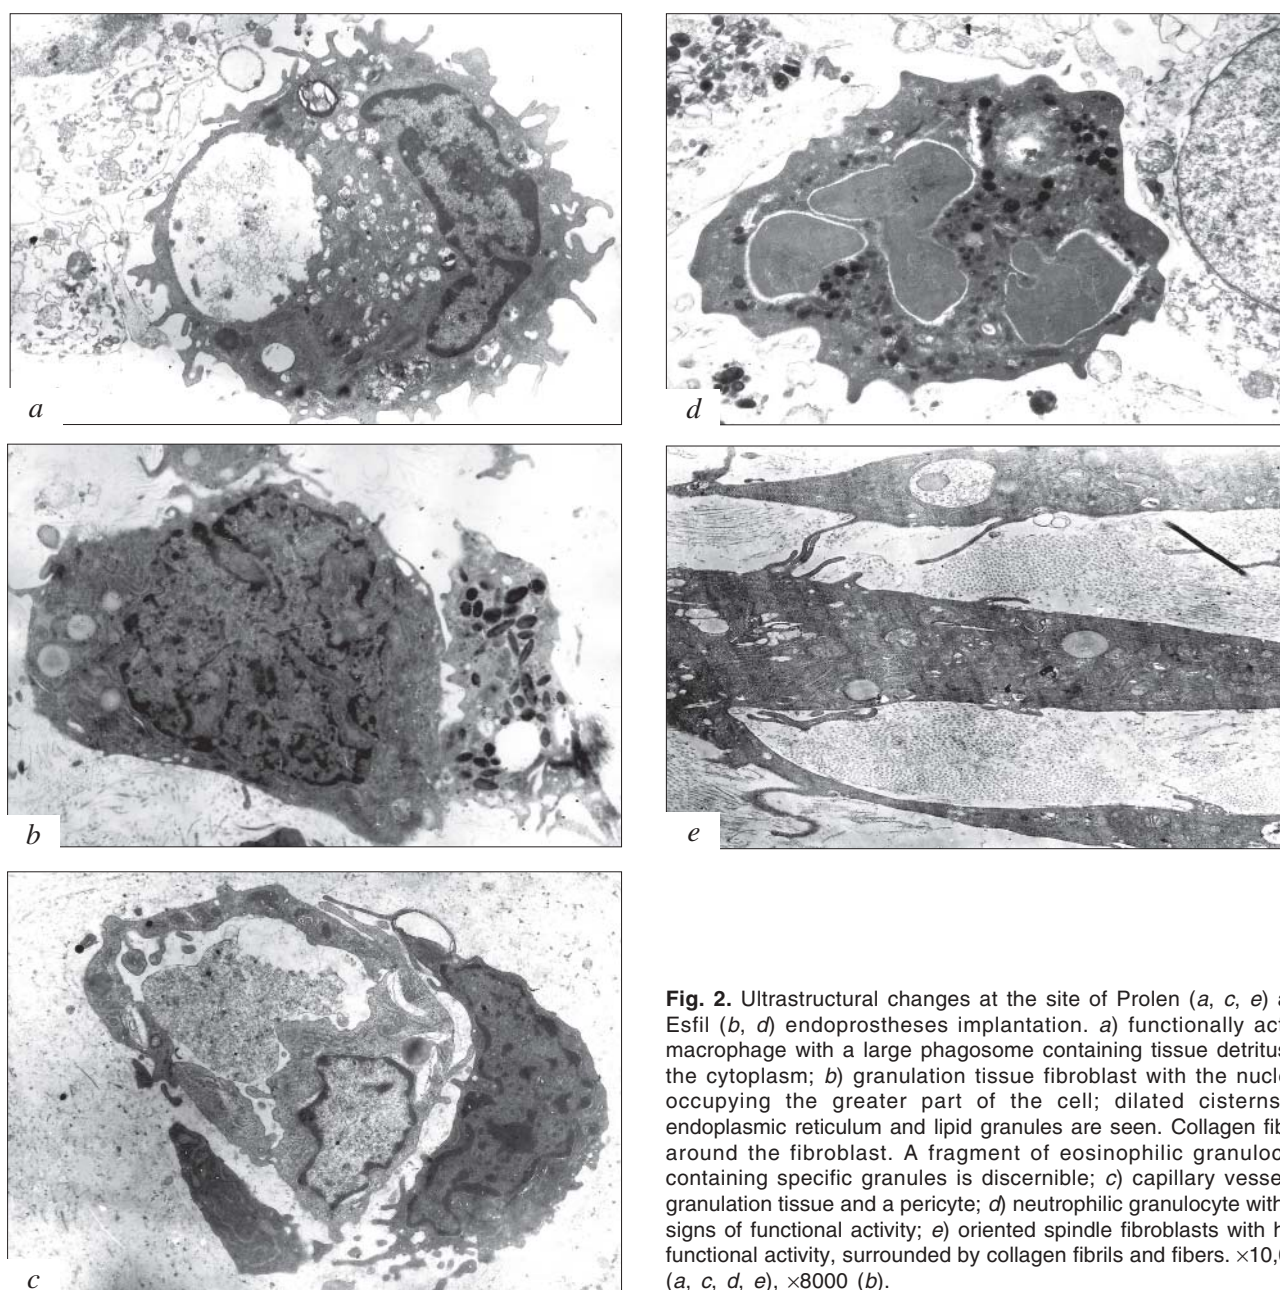 a
b
c
d
e
Fig. 2. Ultrastructural changes at the site of Prolen (a, c, e) a
Esfil (b, d) endoprostheses implantation. a) functionally act
macrophage with a large phagosome containing tissue detritus
the cytoplasm; b) granulation tissue fibroblast with the nucle
occupying the greater part of the cell; dilated cisterns
endoplasmic reticulum and lipid granules are seen. Collagen fib
around the fibroblast. A fragment of eosinophilic granuloc
containing specific granules is discernible; c) capillary vesse
granulation tissue and a pericyte; d) neutrophilic granulocyte with
signs of functional activity; e) oriented spindle fibroblasts with h
functional activity, surrounded by collagen fibrils and fibers. ×10,0
(a, c, d, e), ×8000 (b).